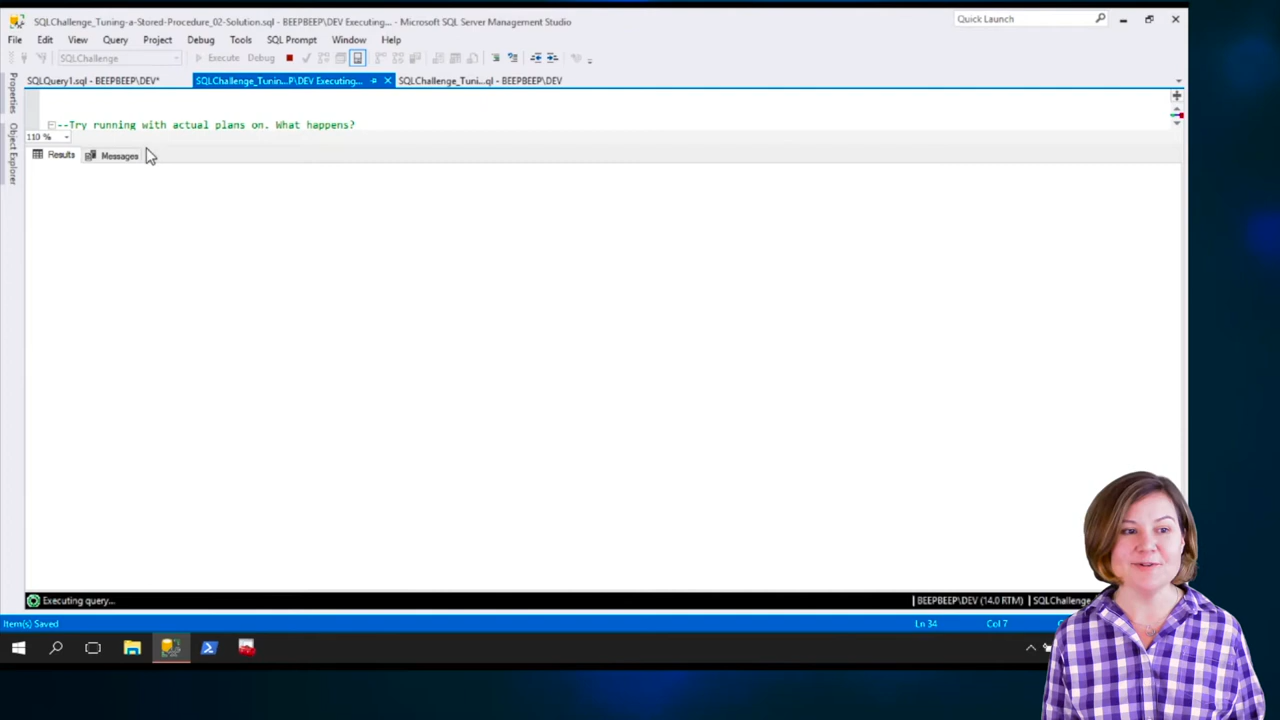 SQLChallenge_Tuning-a-Stored-Procedure_02-Solution.sql - BEEPBEEP\DEV Executing... - Microsoft SQL Server Management Studio
Quick Launch
File Edit View Query Project Debug Tools SQL Prompt Window Help
SQLChallenge Execute Debug
SQLQuery1.sql - BEEPBEEP\DEV* SQLChallenge_Tunin...P\DEV Executing... SQLChallenge_Tuni...ql - BEEPBEEP\DEV
Properties
Object Explorer
--Try running with actual plans on. What happens?
110 %
Results Messages
Executing query... BEEPBEEP\DEV (14.0 RTM) SQLChallenge
Item(s) Saved Ln 34 Col 7